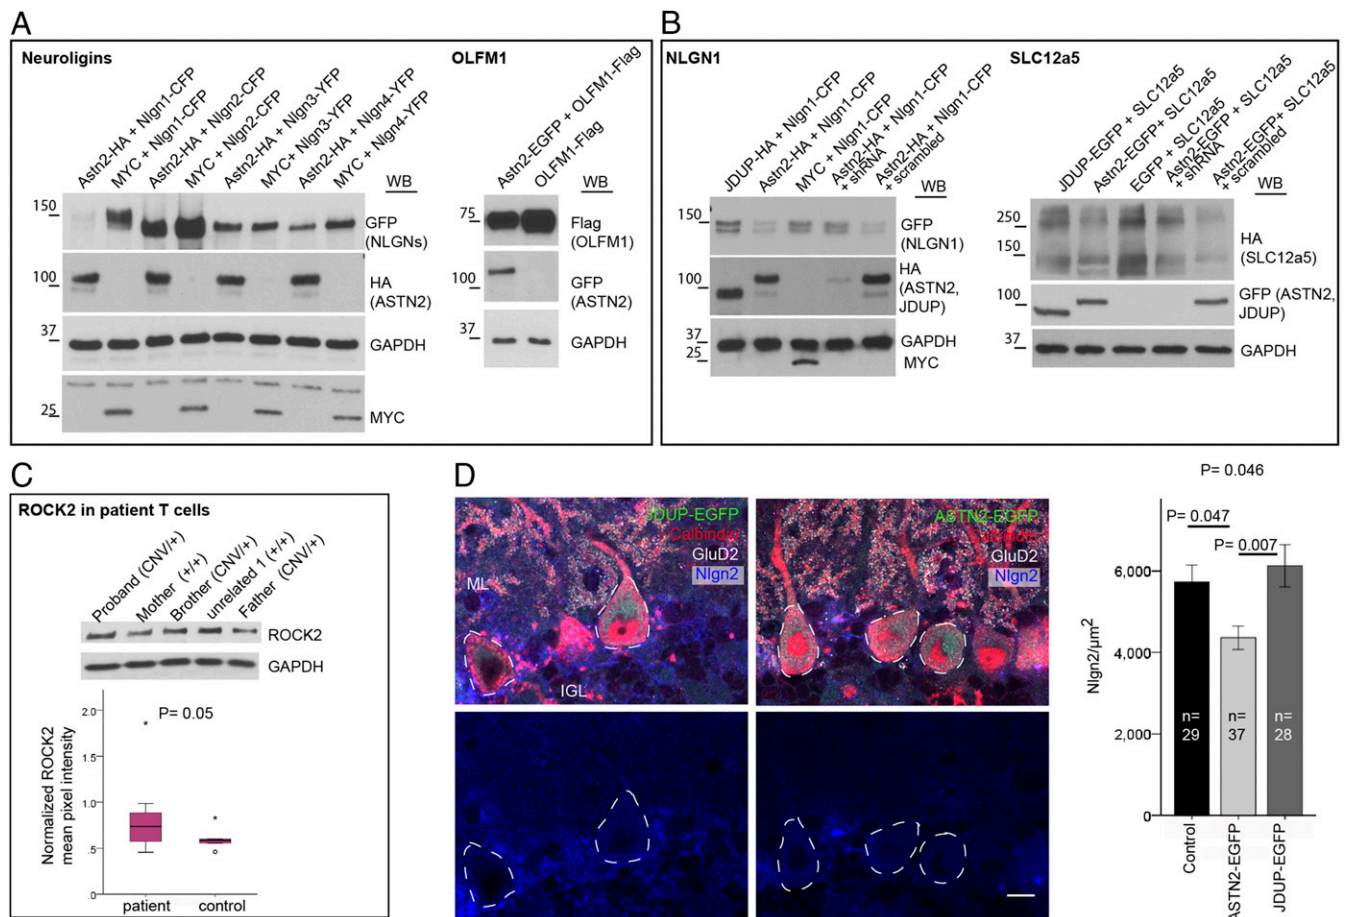 A
Neuroligins
Astn2-HA + Nlgn1-CFP
MYC + Nlgn1-CFP
Astn2-HA + Nlgn2-CFP
MYC + Nlgn2-CFP
Astn2-HA + Nlgn3-YFP
MYC+ Nlgn3-YFP
Astn2-HA + Nlgn4-YFP
MYC + Nlgn4-YFP
WB
150
GFP
(NLGNs)
100
HA
(ASTN2)
37
GAPDH
25
MYC
OLFM1
Astn2-EGFP + OLFM1-Flag
OLFM1-Flag
WB
75
Flag
(OLFM1)
100
GFP
(ASTN2)
37
GAPDH
B
NLGN1
JDUP-HA + Nlgn1-CFP
Astn2-HA + Nlgn1-CFP
MYC + Nlgn1-CFP
Astn2-HA + Nlgn1-CFP
+ shRNA
Astn2-HA + Nlgn1-CFP
+ scrambled
WB
150
GFP
(NLGN1)
100
HA
(ASTN2,
JDUP)
37
GAPDH
25
MYC
SLC12a5
JDUP-EGFP + SLC12a5
Astn2-EGFP+ SLC12a5
EGFP + SLC12a5
Astn2-EGFP + SLC12a5
+ shRNA
Astn2-EGFP+ SLC12a5
+ scrambled
WB
250
150
HA
(SLC12a5)
100
GFP (ASTN2,
JDUP)
37
GAPDH
C
ROCK2 in patient T cells
Proband (CNV/+)
Mother (+/+)
Brother (CNV/+)
unrelated 1 (+/+)
Father (CNV/+)
ROCK2
GAPDH
Normalized ROCK2
mean pixel intensity
2.0
1.5
1.0
.5
.0
P= 0.05
*
*
patient
control
D
JDUP-EGFP
Calbindin
GluD2
Nlgn2
ML
IGL
ASTN2-EGFP
Calbindin
GluD2
Nlgn2
P= 0.046
P= 0.047
P= 0.007
Nlgn2/µm2
6,000
4,000
2,000
0
n=
29
n=
37
n=
28
Control
ASTN2-EGFP
JDUP-EGFP